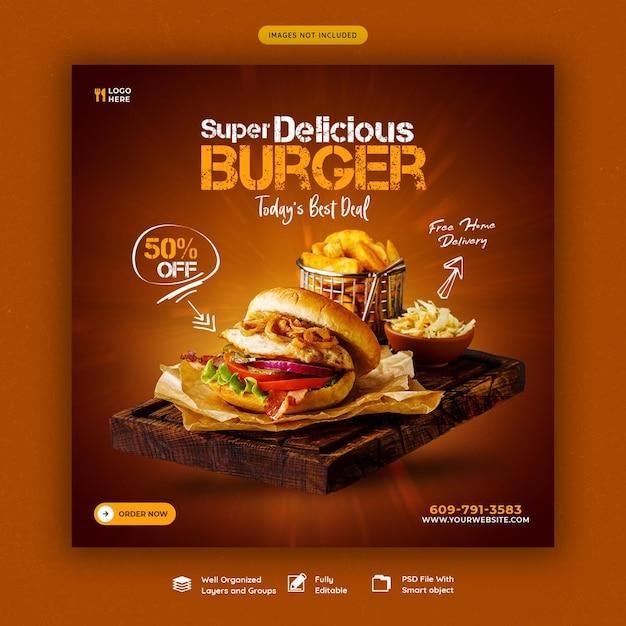 IMAGES NOT INCLUDED
LOGO
HERE
Super Delicious
BURGER
Today's Best Deal
50%
OFF
Free Home
Delivery
ORDER NOW
609-791-3583
WWW.YOURWEBSITE.COM
Well Organized
Layers and Groups
Fully
Editable
PSD File With
Smart object